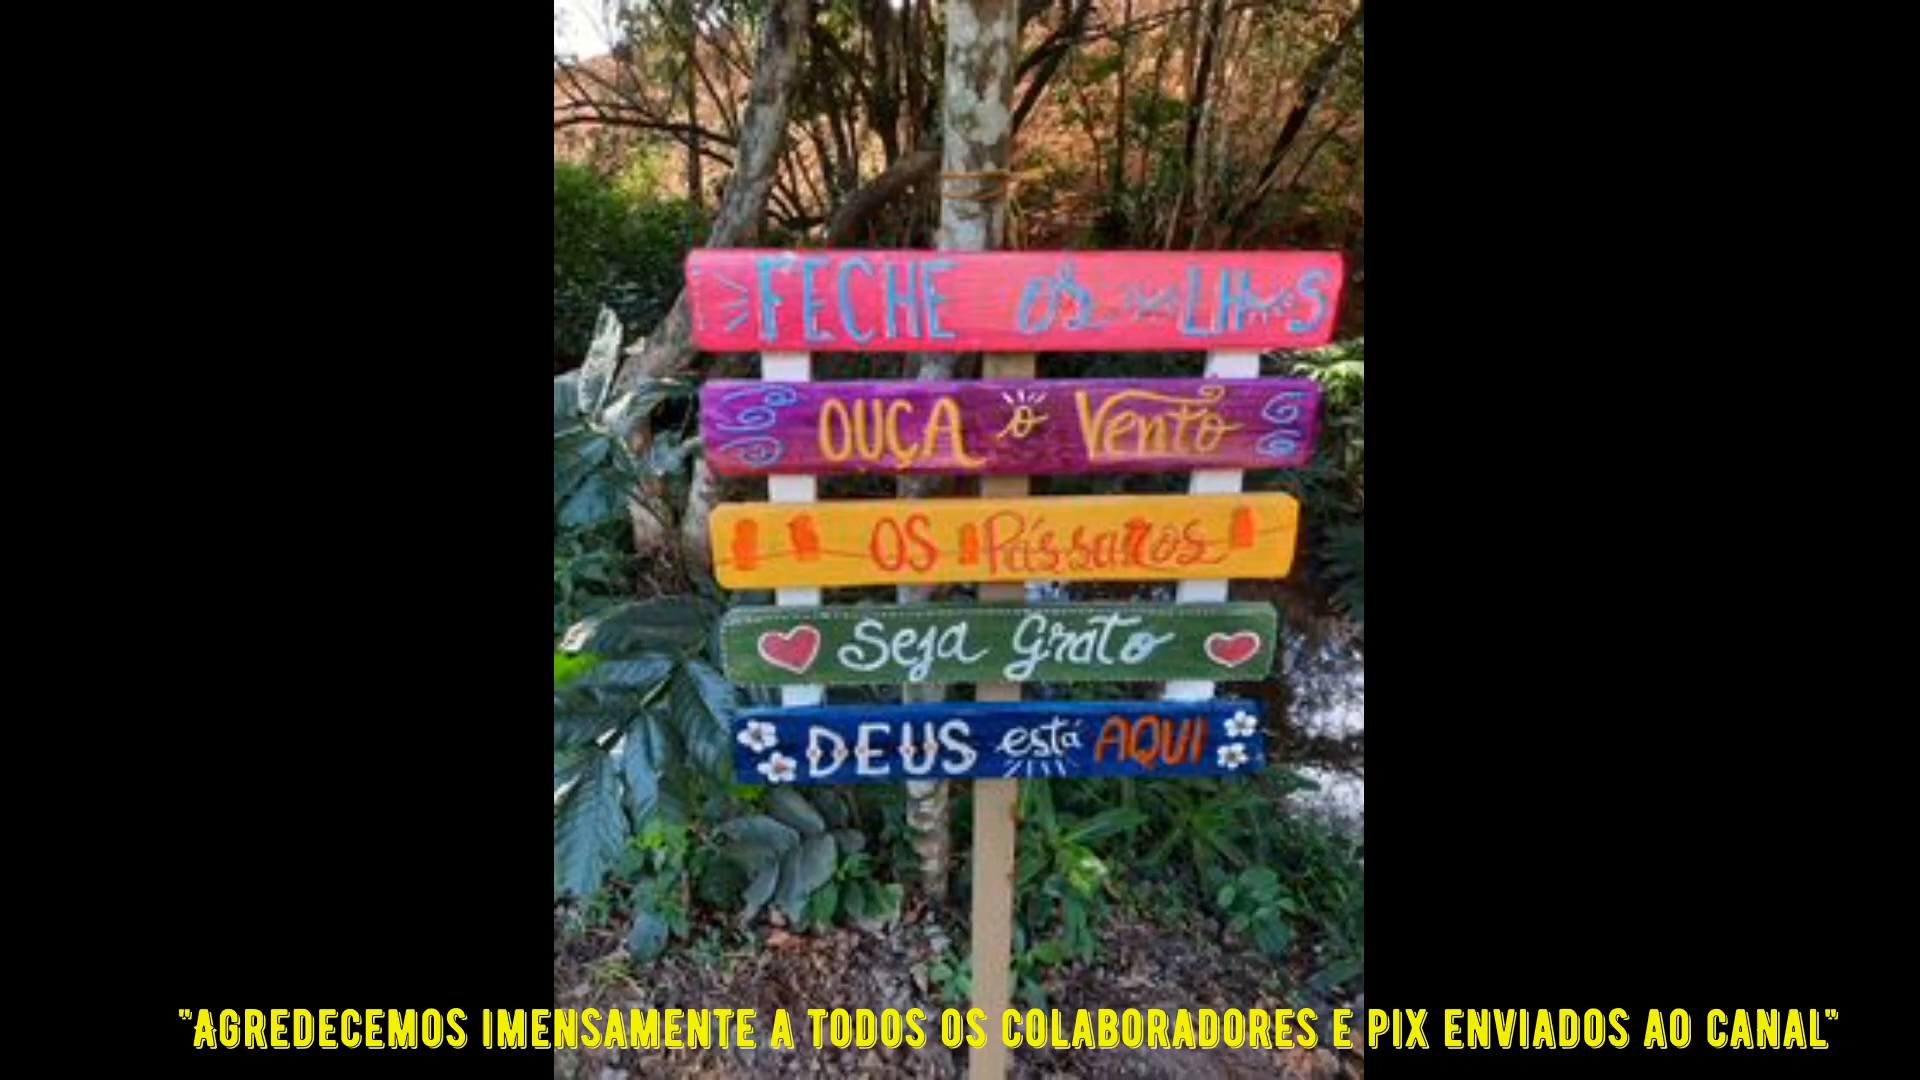 FECHE os OLHOS
OUÇA o Vento
OS Pássaros
Seja Grato
DEUS está AQUI
"AGREDECEMOS IMENSAMENTE A TODOS OS COLABORADORES E PIX ENVIADOS AO CANAL"